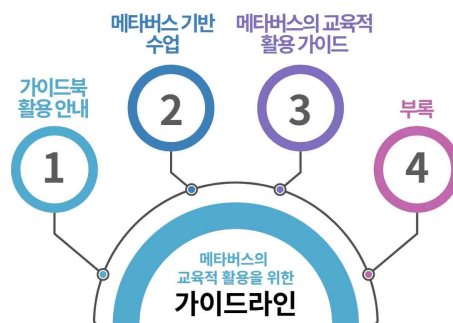 가이드북
활용 안내
1
메타버스 기반
수업
2
메타버스의 교육적
활용 가이드
3
부록
4
메타버스의
교육적 활용을 위한
가이드라인